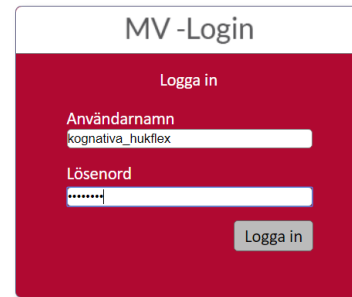 MV -Login
Logga in
Användarnamn
kognativa_hukflex
Lösenord
••••••••
Logga in